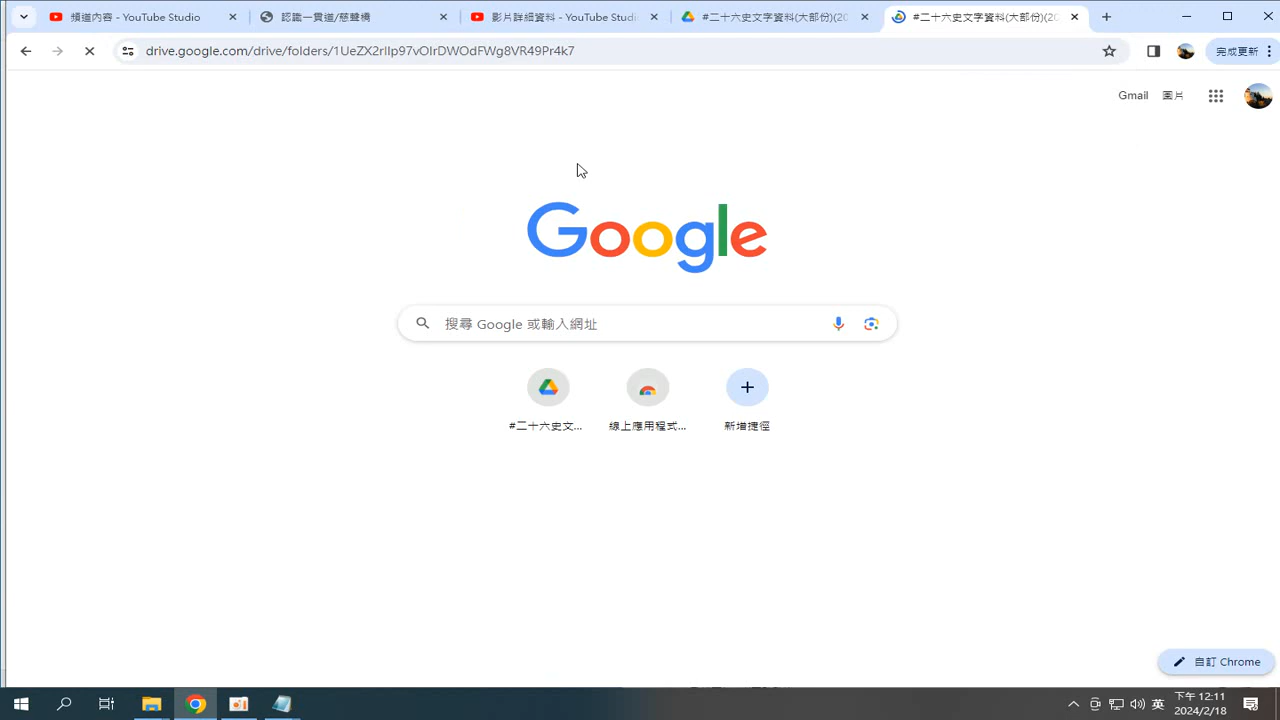 頻道內容 - YouTube Studio
認識一貫道/慈聲橋
影片詳細資料 - YouTube Studi
#二十六史文字資料(大部份)(20
#二十六史文字資料(大部份)(20
drive.google.com/drive/folders/1UeZX2rIlp97vOIrDWOdFWg8VR49Pr4k7
完成更新
Gmail
圖片
Google
搜尋 Google 或輸入網址
#二十六史文...
線上應用程式...
新增捷徑
自訂 Chrome
英
下午 12:11
2024/2/18